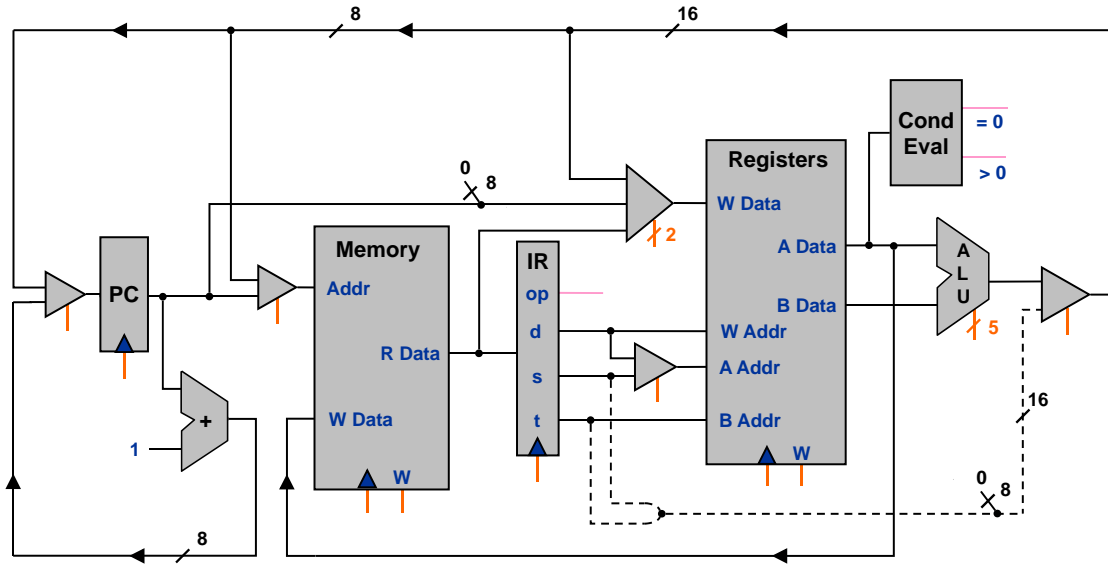 8
16
= 0
> 0
Cond
Eval
0
8
Registers
W Data
A Data
B Data
W Addr
A Addr
B Addr
W
2
A
L
U
5
PC
Memory
Addr
R Data
W Data
W
IR
op
d
s
t
+
1
16
0
8
8